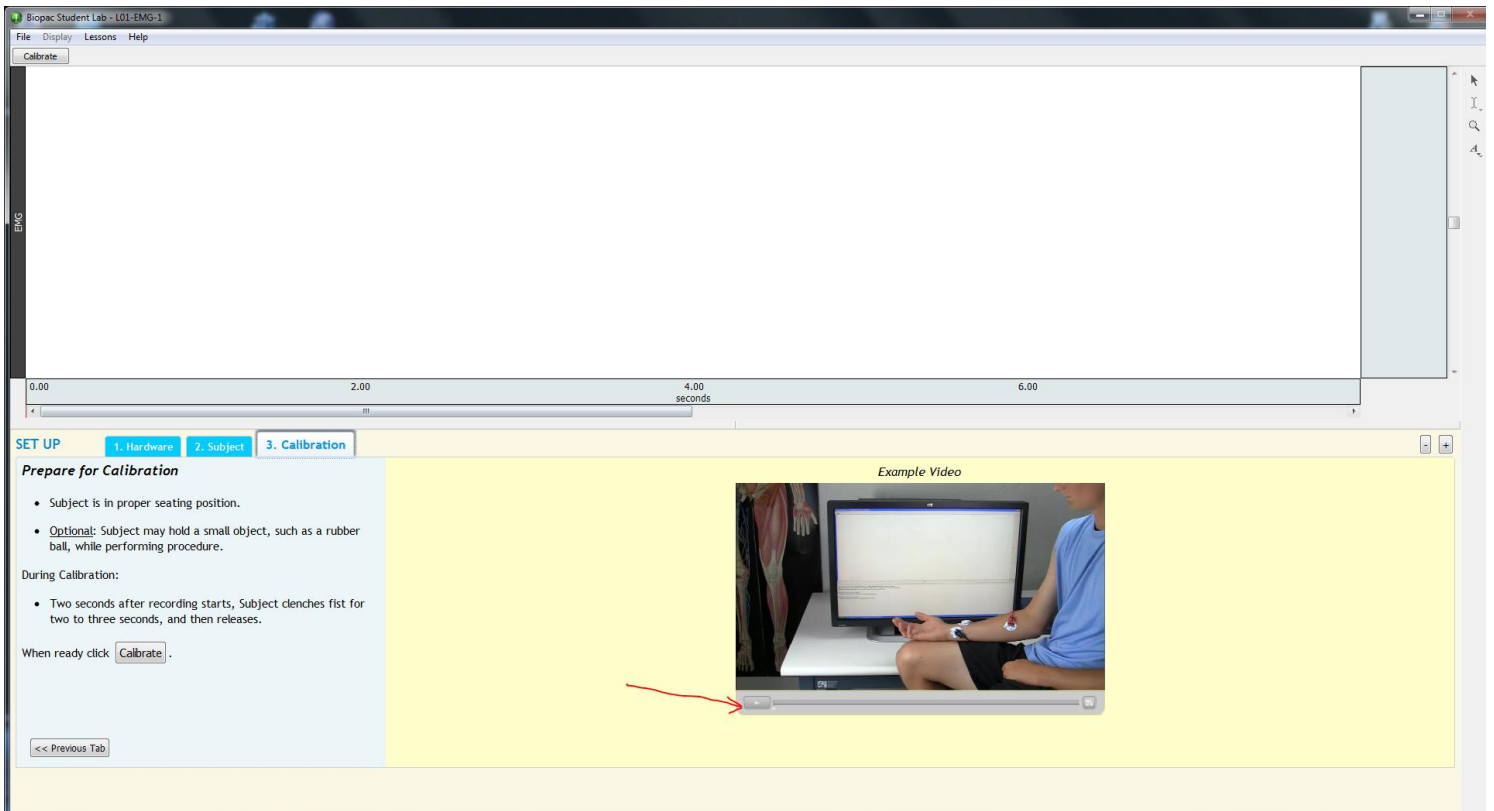 Biopac Student Lab - L01-EMG-1
File Display Lessons Help
Calibrate
EMG
0.00 2.00 4.00 6.00
seconds
SET UP 1. Hardware 2. Subject 3. Calibration - +
Prepare for Calibration
• Subject is in proper seating position.
• Optional: Subject may hold a small object, such as a rubber
ball, while performing procedure.
During Calibration:
• Two seconds after recording starts, Subject clenches fist for
two to three seconds, and then releases.
When ready click Calibrate .
<< Previous Tab
Example Video